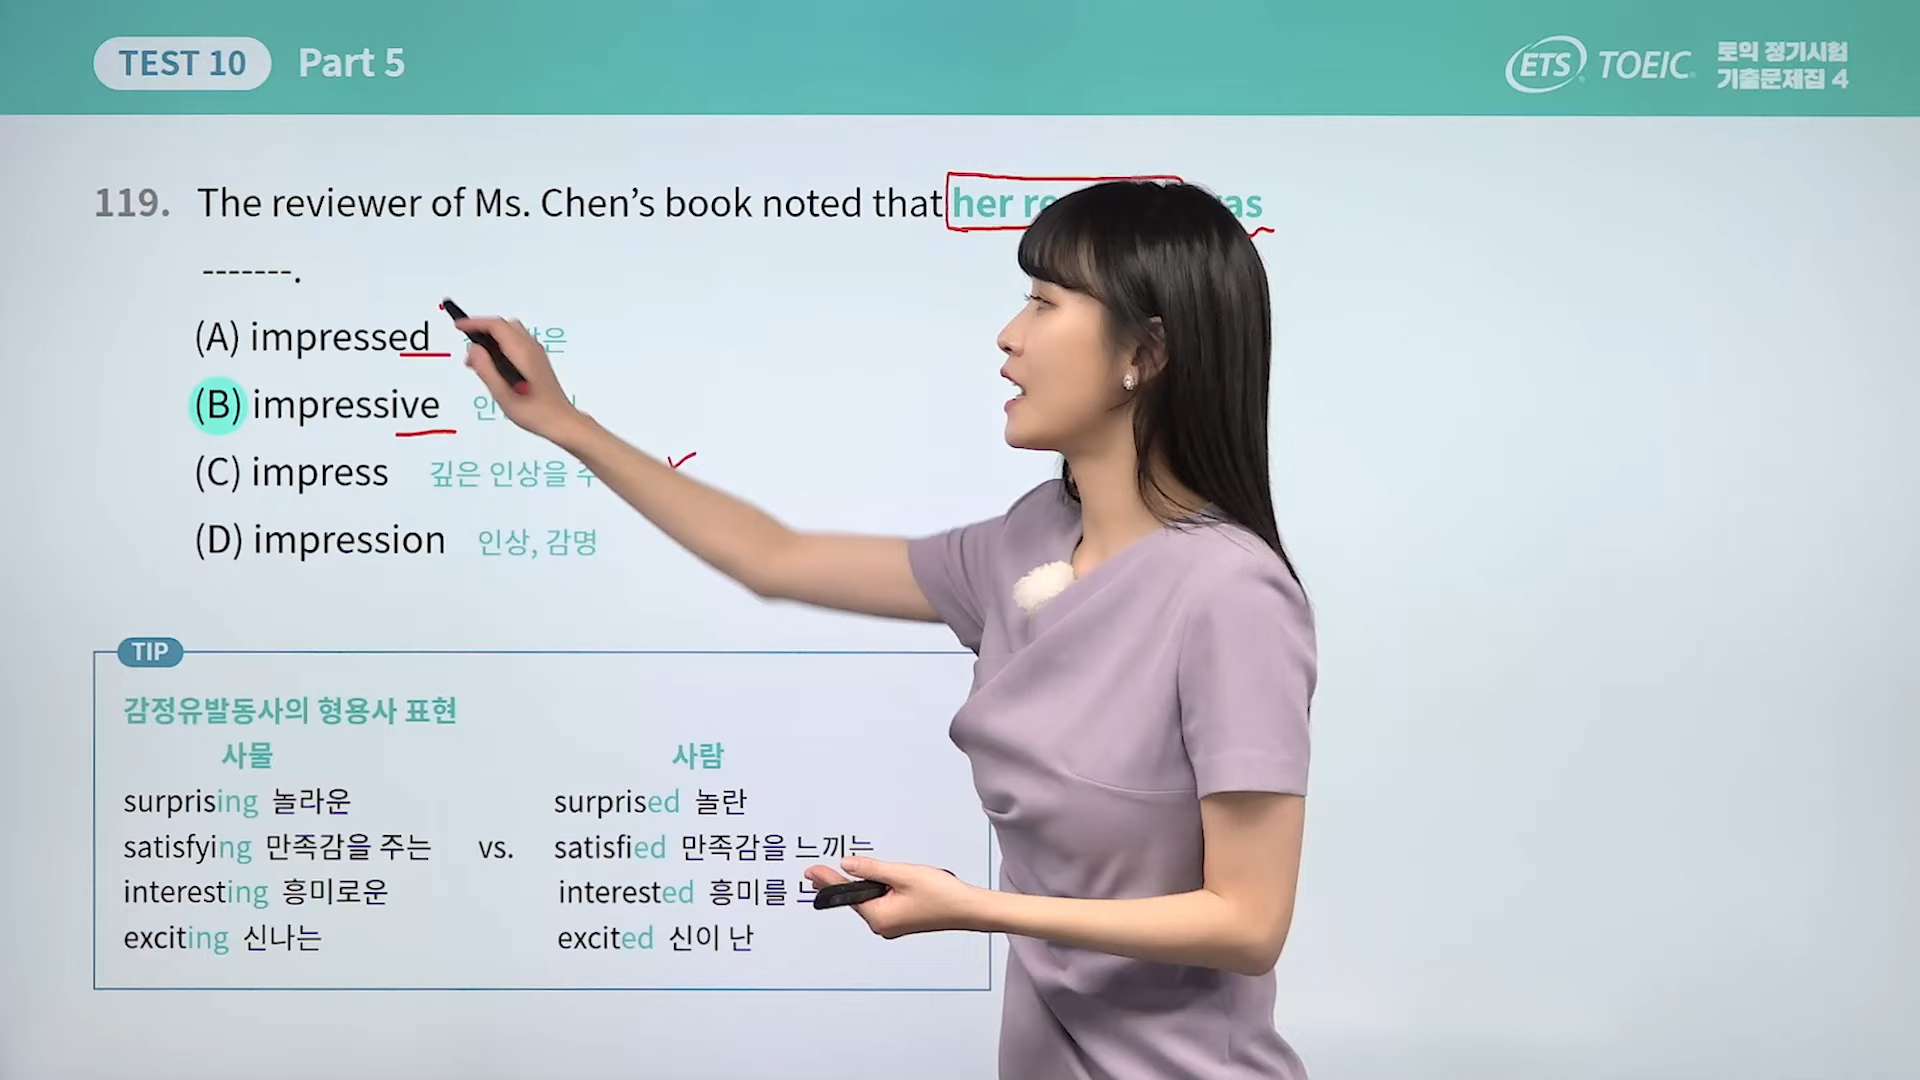 TEST 10 Part 5
ETS TOEIC 토익 정기시험
기출문제집 4
119. The reviewer of Ms. Chen's book noted that her
-------.
(A) impressed
(B) impressive
(C) impress 깊은 인상을
(D) impression 인상, 감명
TIP
감정유발동사의 형용사 표현
사물 사람
surprising 놀라운 surprised 놀란
satisfying 만족감을 주는 vs. satisfied 만족감을 느끼는
interesting 흥미로운 interested 흥미를
exciting 신나는 excited 신이 난